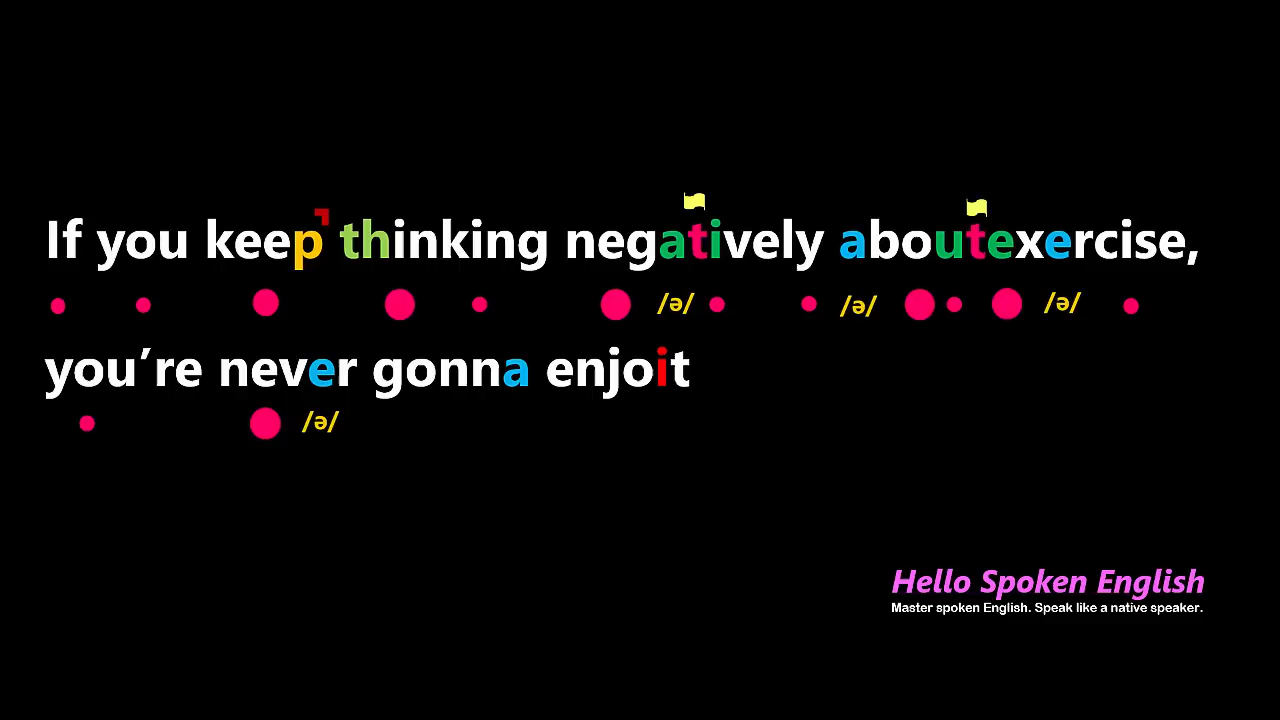 If you keep thinking negatively aboutexercise,
/ə/ /ə/ /ə/
you’re never gonna enjoit
/ə/
Hello Spoken English
Master spoken English. Speak like a native speaker.